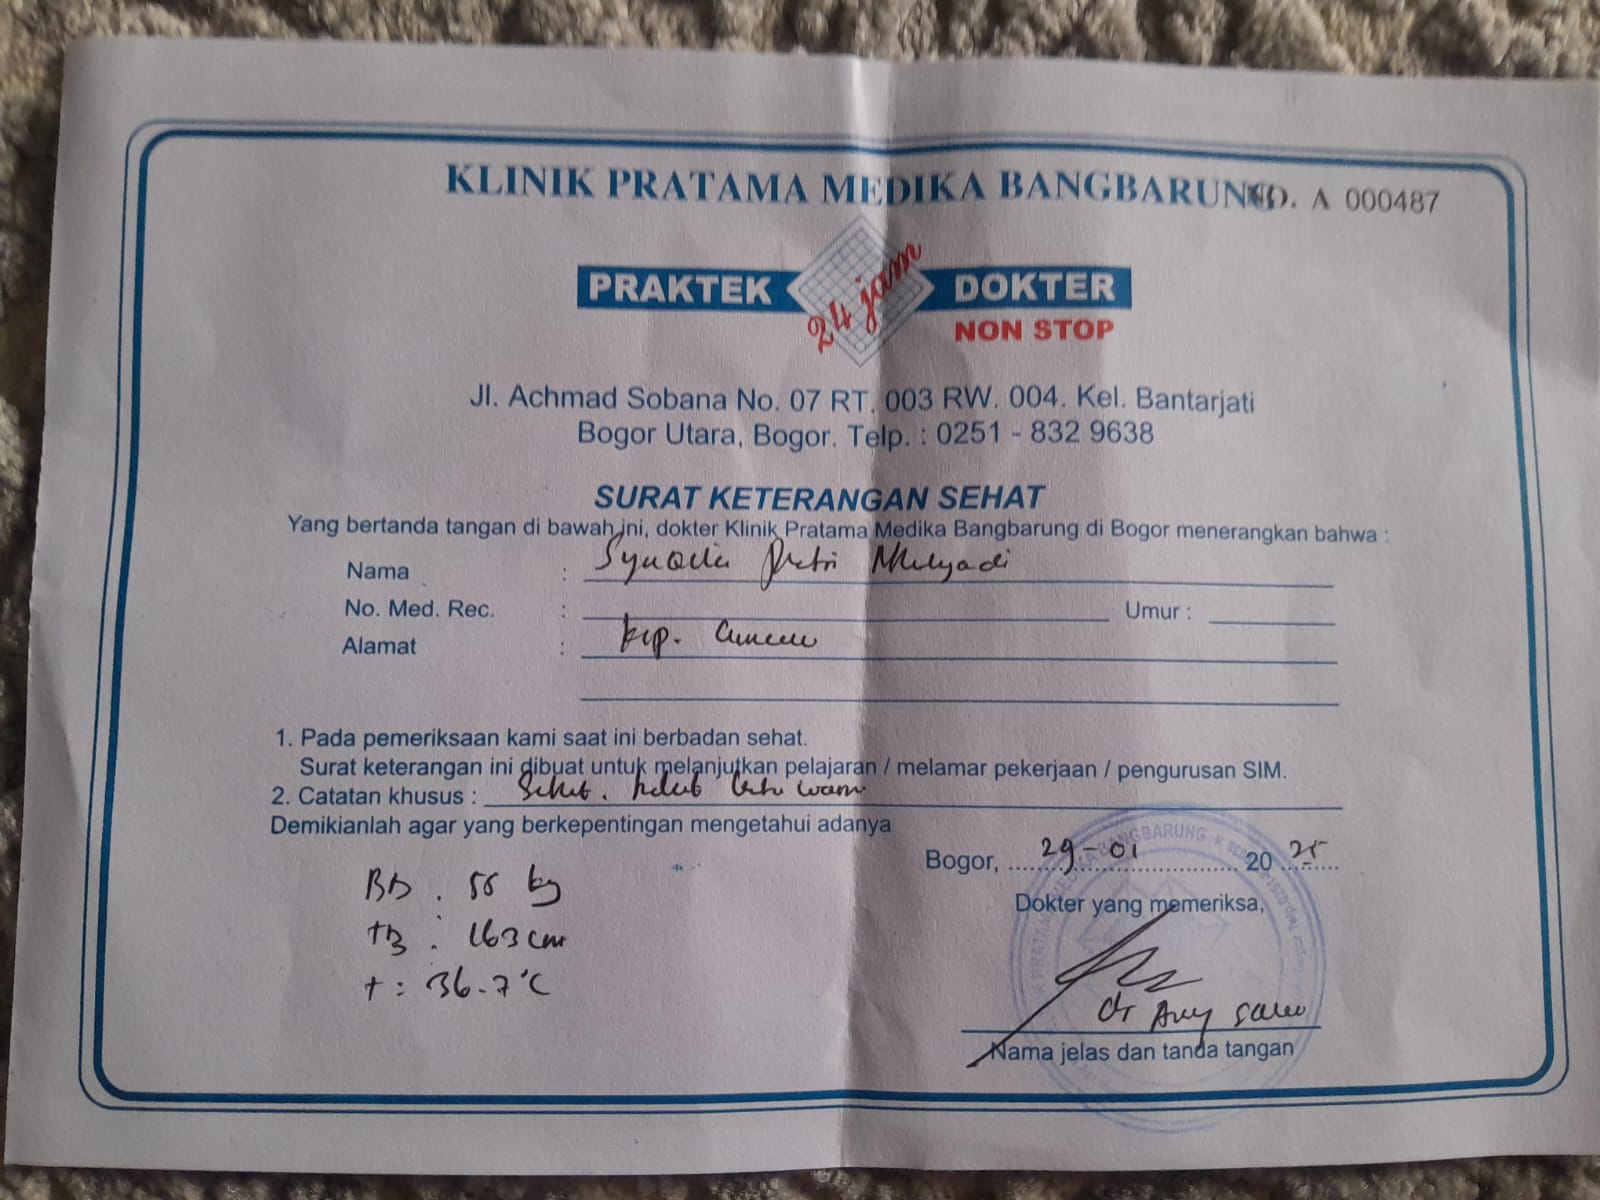 KLINIK PRATAMA MEDIKA BANGBARUNG
NO. A 000487
PRAKTEK 24 jam DOKTER
NON STOP
Jl. Achmad Sobana No. 07 RT. 003 RW. 004. Kel. Bantarjati
Bogor Utara, Bogor. Telp. : 0251 - 832 9638
SURAT KETERANGAN SEHAT
Yang bertanda tangan di bawah ini, dokter Klinik Pratama Medika Bangbarung di Bogor menerangkan bahwa :
Nama : Putri Mulyadi
No. Med. Rec. : Umur :
Alamat : kp.
1. Pada pemeriksaan kami saat ini berbadan sehat.
Surat keterangan ini dibuat untuk melanjutkan pelajaran / melamar pekerjaan / pengurusan SIM.
2. Catatan khusus : Sehat.
Demikianlah agar yang berkepentingan mengetahui adanya
Bogor, 29-01 20 25
Dokter yang memeriksa,
BB . 55 kg
TB : 163 cm
t : 36.7°C
dr
Nama jelas dan tanda tangan